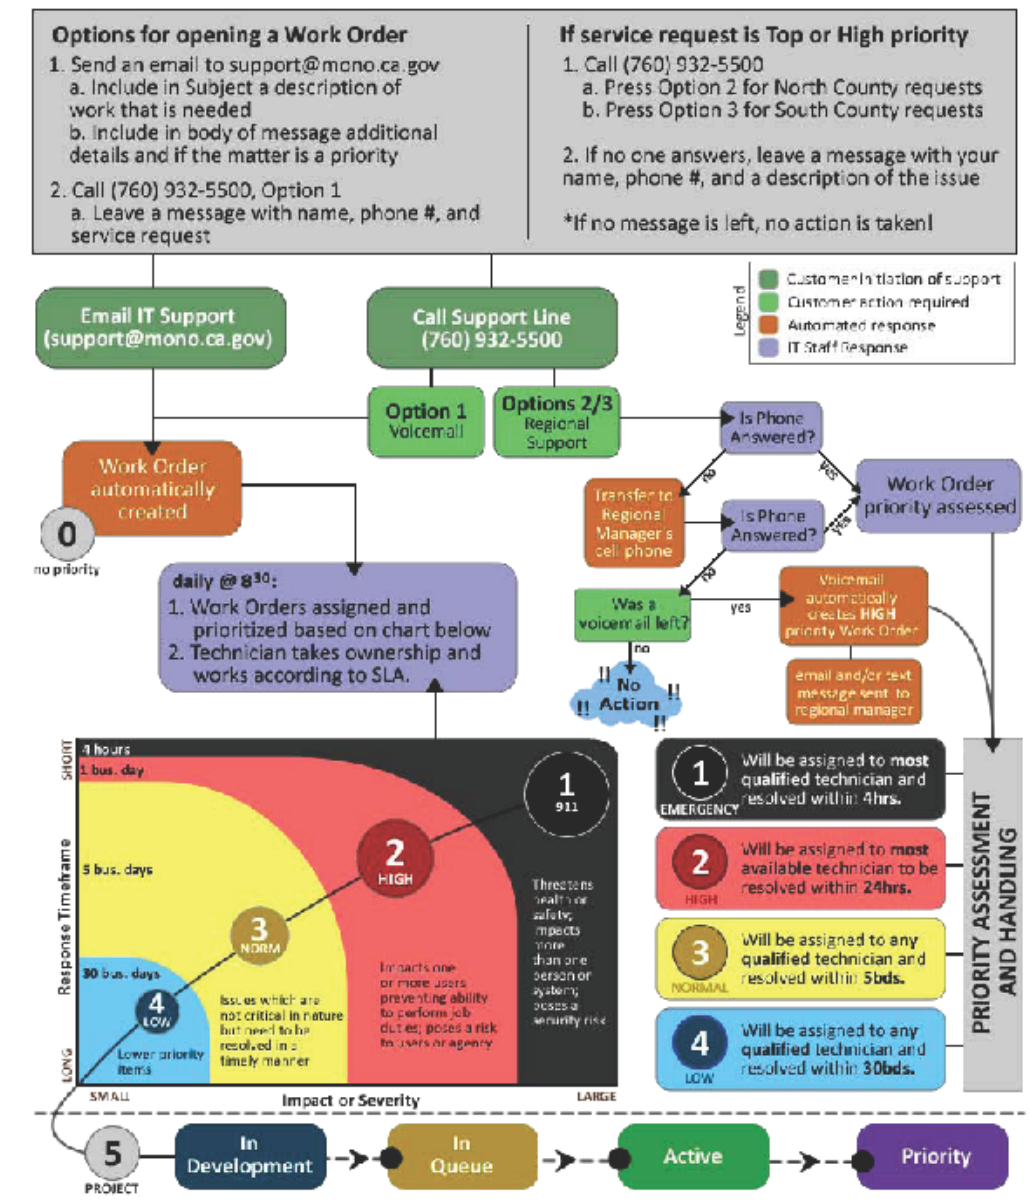 Options for opening a Work Order
1. Send an email to support@mono.ca.gov
a. Include in Subject a description of
work that is needed
b. Include in body of message additional
details and if the matter is a priority
2. Call (760) 932-5500, Option 1
a. Leave a message with name, phone #, and
service request
If service request is Top or High priority
1. Call (760) 932-5500
a. Press Option 2 for North County requests
b. Press Option 3 for South County requests
2. If no one answers, leave a message with your
name, phone #, and a description of the issue
*If no message is left, no action is taken!
Legend
Customer initiation of support
Customer action required
Automated response
IT Staff Response
Email IT Support
(support@mono.ca.gov)
Call Support Line
(760) 932-5500
Option 1
Voicemail
Options 2/3
Regional
Support
Is Phone
Answered?
no
yes
Work Order
automatically
created
0
no priority
Transfer to
Regional
Manager's
cell phone
Is Phone
Answered?
yes
no
Work Order
priority assessed
daily @ 830:
1. Work Orders assigned and
prioritized based on chart below
2. Technician takes ownership and
works according to SLA.
Was a
voicemail left?
yes
no
Voicemail
automatically
creates HIGH
priority Work Order
email and/or text
message sent to
regional manager
!! No !!
!! Action !!
SHORT
Response Timeframe
LONG
4 hours
1 bus. day
5 bus. days
30 bus. days
1
911
2
HIGH
3
NORM
4
LOW
Threatens
health or
safety;
impacts
more
than one
person or
system;
poses a
security risk
Impacts one
or more users
preventing ability
to perform job
duties; poses a risk
to users or agency
Issues which are
not critical in nature
but need to be
resolved in a
timely manner
Lower priority
items
SMALL
Impact or Severity
LARGE
1
EMERGENCY
Will be assigned to most
qualified technician and
resolved within 4hrs.
2
HIGH
Will be assigned to most
available technician to be
resolved within 24hrs.
3
NORMAL
Will be assigned to any
qualified technician and
resolved within 5bds.
4
LOW
Will be assigned to any
qualified technician and
resolved within 30bds.
PRIORITY ASSESSMENT
AND HANDLING
5
PROJECT
In
Development
In
Queue
Active
Priority